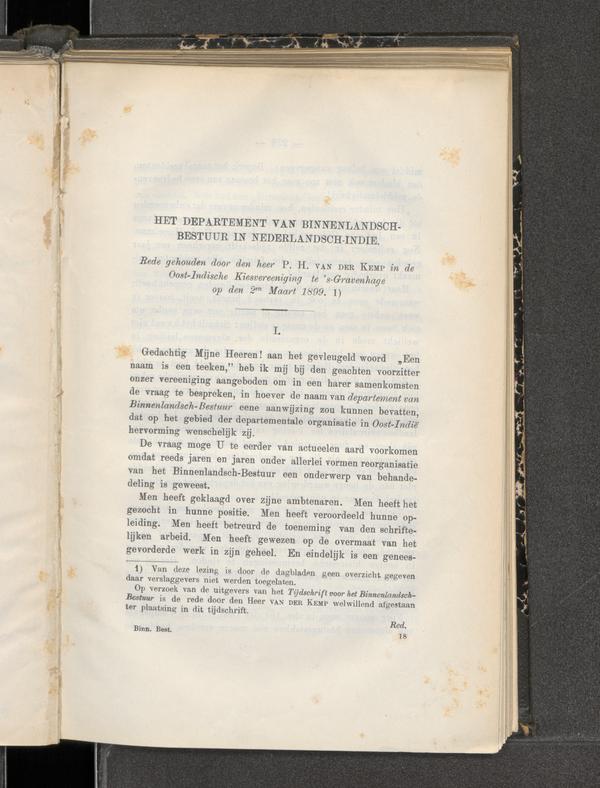 HET DEPARTEMENT VAN BINNENLANDSCH-
BESTUUR IN NEDERLANDSCH-INDIE.
Rede gehouden door den heer P. H. VAN DER KEMP in de
Oost-Indische Kiesvereeniging te 's-Gravenhage
op den 2en Maart 1899. 1)
I.
Gedachtig Mijne Heeren! aan het gevleugeld woord „Een
naam is een teeken,” heb ik mij bij den geachten voorzitter
onzer vereeniging aangeboden om in een harer samenkomsten
de vraag te bespreken, in hoever de naam van departement van
Binnenlandsch-Bestuur eene aanwijzing zou kunnen bevatten,
dat op het gebied der departementale organisatie in Oost-Indië
hervorming wenschelijk zij.
De vraag moge U te eerder van actueelen aard voorkomen
omdat reeds jaren en jaren onder allerlei vormen reorganisatie
van het Binnenlandsch-Bestuur een onderwerp van behande-
deling is geweest.
Men heeft geklaagd over zijne ambtenaren. Men heeft het
gezocht in hunne positie. Men heeft veroordeeld hunne op-
leiding. Men heeft betreurd de toeneming van den schrifte-
lijken arbeid. Men heeft gewezen op de overmaat van het
gevorderde werk in zijn geheel. En eindelijk is een genees-
1) Van deze lezing is door de dagbladen geen overzicht gegeven
daar verslaggevers niet werden toegelaten.
Op verzoek van de uitgevers van het Tijdschrift voor het Binnenlandsch-
Bestuur is de rede door den Heer VAN DER KEMP welwillend afgestaan
ter plaatsing in dit tijdschrift.
Red.
Binn. Best.
18